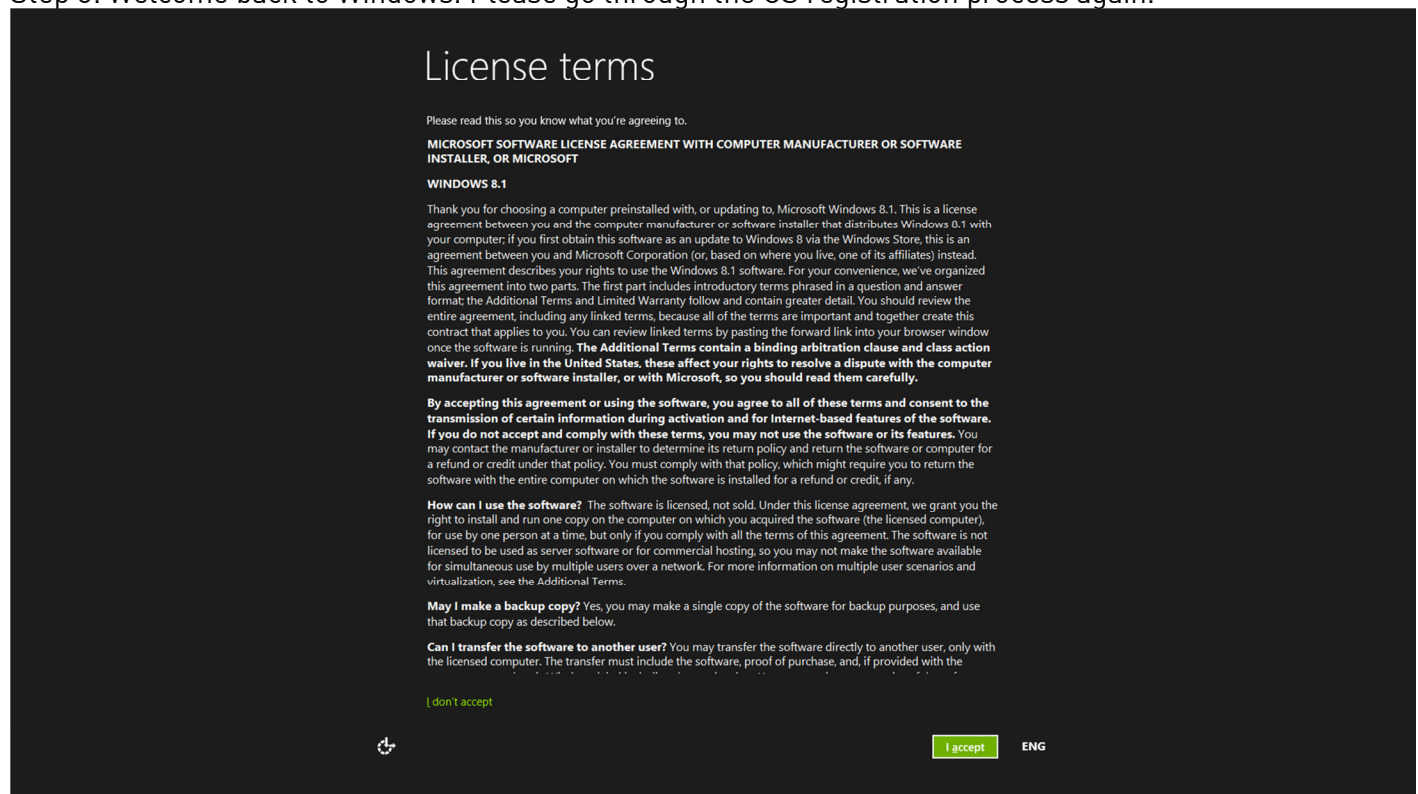 Welcome back to Windows. Please go through the OS registration process again.
License terms
Please read this so you know what you're agreeing to.
MICROSOFT SOFTWARE LICENSE AGREEMENT WITH COMPUTER MANUFACTURER OR SOFTWARE
INSTALLER, OR MICROSOFT
WINDOWS 8.1
Thank you for choosing a computer preinstalled with, or updating to, Microsoft Windows 8.1. This is a license
agreement between you and the computer manufacturer or software installer that distributes Windows 8.1 with
your computer; if you first obtain this software as an update to Windows 8 via the Windows Store, this is an
agreement between you and Microsoft Corporation (or, based on where you live, one of its affiliates) instead.
This agreement describes your rights to use the Windows 8.1 software. For your convenience, we've organized
this agreement into two parts. The first part includes introductory terms phrased in a question and answer
format; the Additional Terms and Limited Warranty follow and contain greater detail. You should review the
entire agreement, including any linked terms, because all of the terms are important and together create this
contract that applies to you. You can review linked terms by pasting the forward link into your browser window
once the software is running. The Additional Terms contain a binding arbitration clause and class action
waiver. If you live in the United States, these affect your rights to resolve a dispute with the computer
manufacturer or software installer, or with Microsoft, so you should read them carefully.
By accepting this agreement or using the software, you agree to all of these terms and consent to the
transmission of certain information during activation and for Internet-based features of the software.
If you do not accept and comply with these terms, you may not use the software or its features. You
may contact the manufacturer or installer to determine its return policy and return the software or computer for
a refund or credit under that policy. You must comply with that policy, which might require you to return the
software with the entire computer on which the software is installed for a refund or credit, if any.
How can I use the software? The software is licensed, not sold. Under this license agreement, we grant you the
right to install and run one copy on the computer on which you acquired the software (the licensed computer),
for use by one person at a time, but only if you comply with all the terms of this agreement. The software is not
licensed to be used as server software or for commercial hosting, so you may not make the software available
for simultaneous use by multiple users over a network. For more information on multiple user scenarios and
virtualization, see the Additional Terms.
May I make a backup copy? Yes, you may make a single copy of the software for backup purposes, and use
that backup copy as described below.
Can I transfer the software to another user? You may transfer the software directly to another user, only with
the licensed computer. The transfer must include the software, proof of purchase, and, if provided with the
I don't accept
I accept
ENG